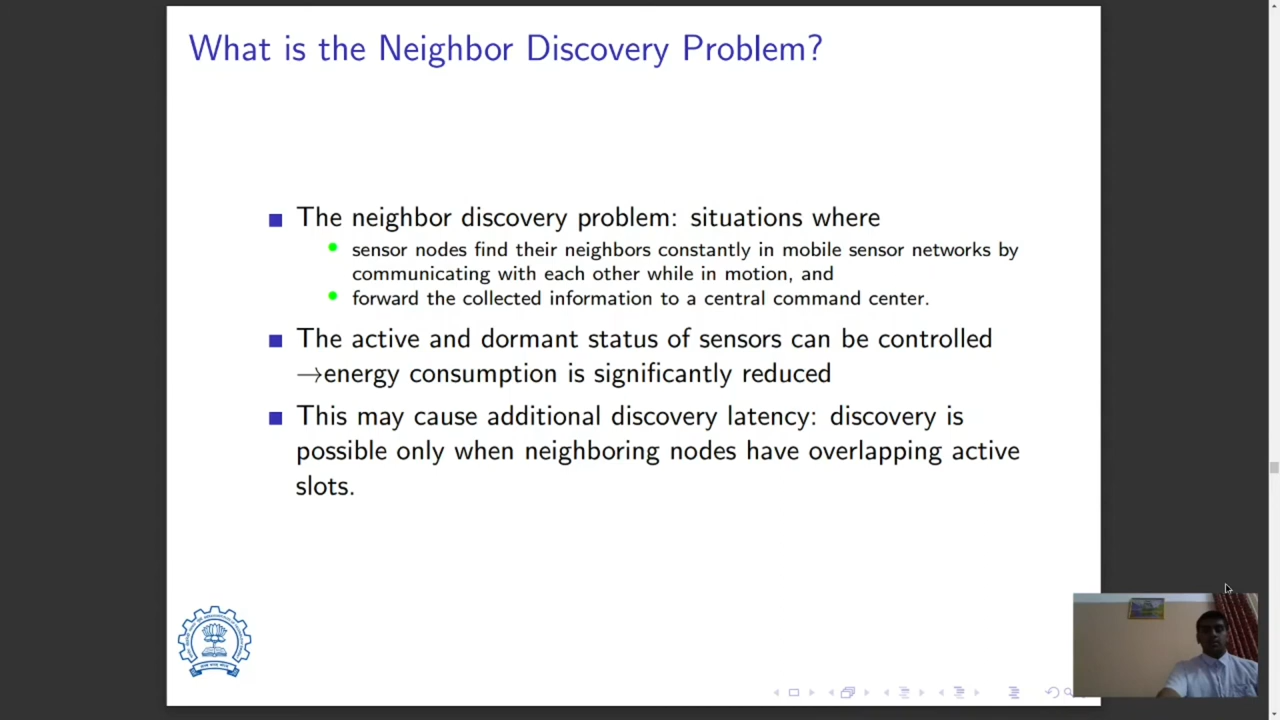 What is the Neighbor Discovery Problem?
The neighbor discovery problem: situations where
sensor nodes find their neighbors constantly in mobile sensor networks by
communicating with each other while in motion, and
forward the collected information to a central command center.
The active and dormant status of sensors can be controlled
→energy consumption is significantly reduced
This may cause additional discovery latency: discovery is
possible only when neighboring nodes have overlapping active
slots.